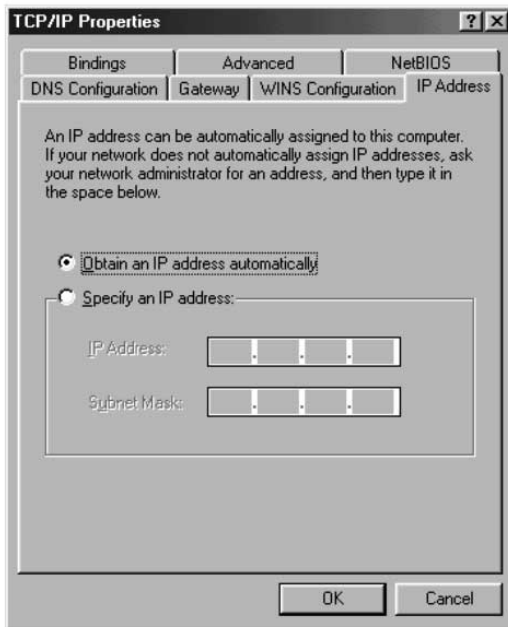 TCP/IP Properties
Bindings Advanced NetBIOS
DNS Configuration Gateway WINS Configuration IP Address
An IP address can be automatically assigned to this computer.
If your network does not automatically assign IP addresses, ask
your network administrator for an address, and then type it in
the space below.
Obtain an IP address automatically
Specify an IP address:
IP Address:
Subnet Mask:
OK Cancel